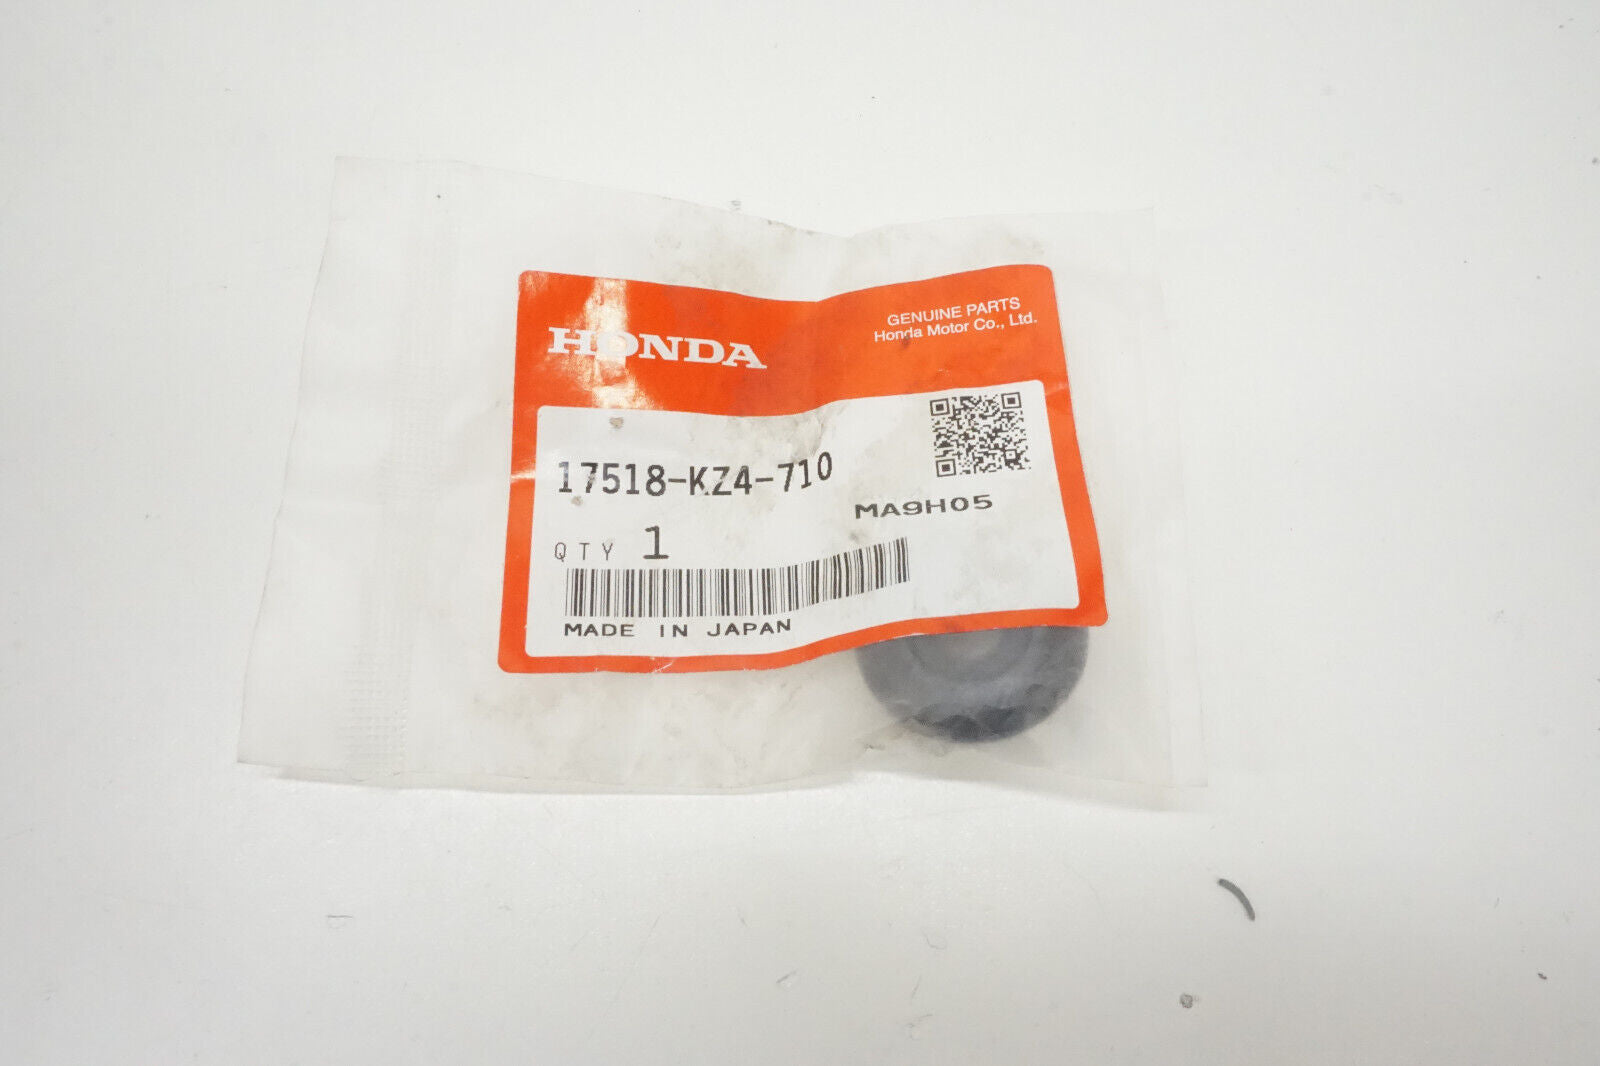 HONDA
GENUINE PARTS
Honda Motor Co., Ltd.
17518-KZ4-710
MA9H05
QTY 1
MADE IN JAPAN